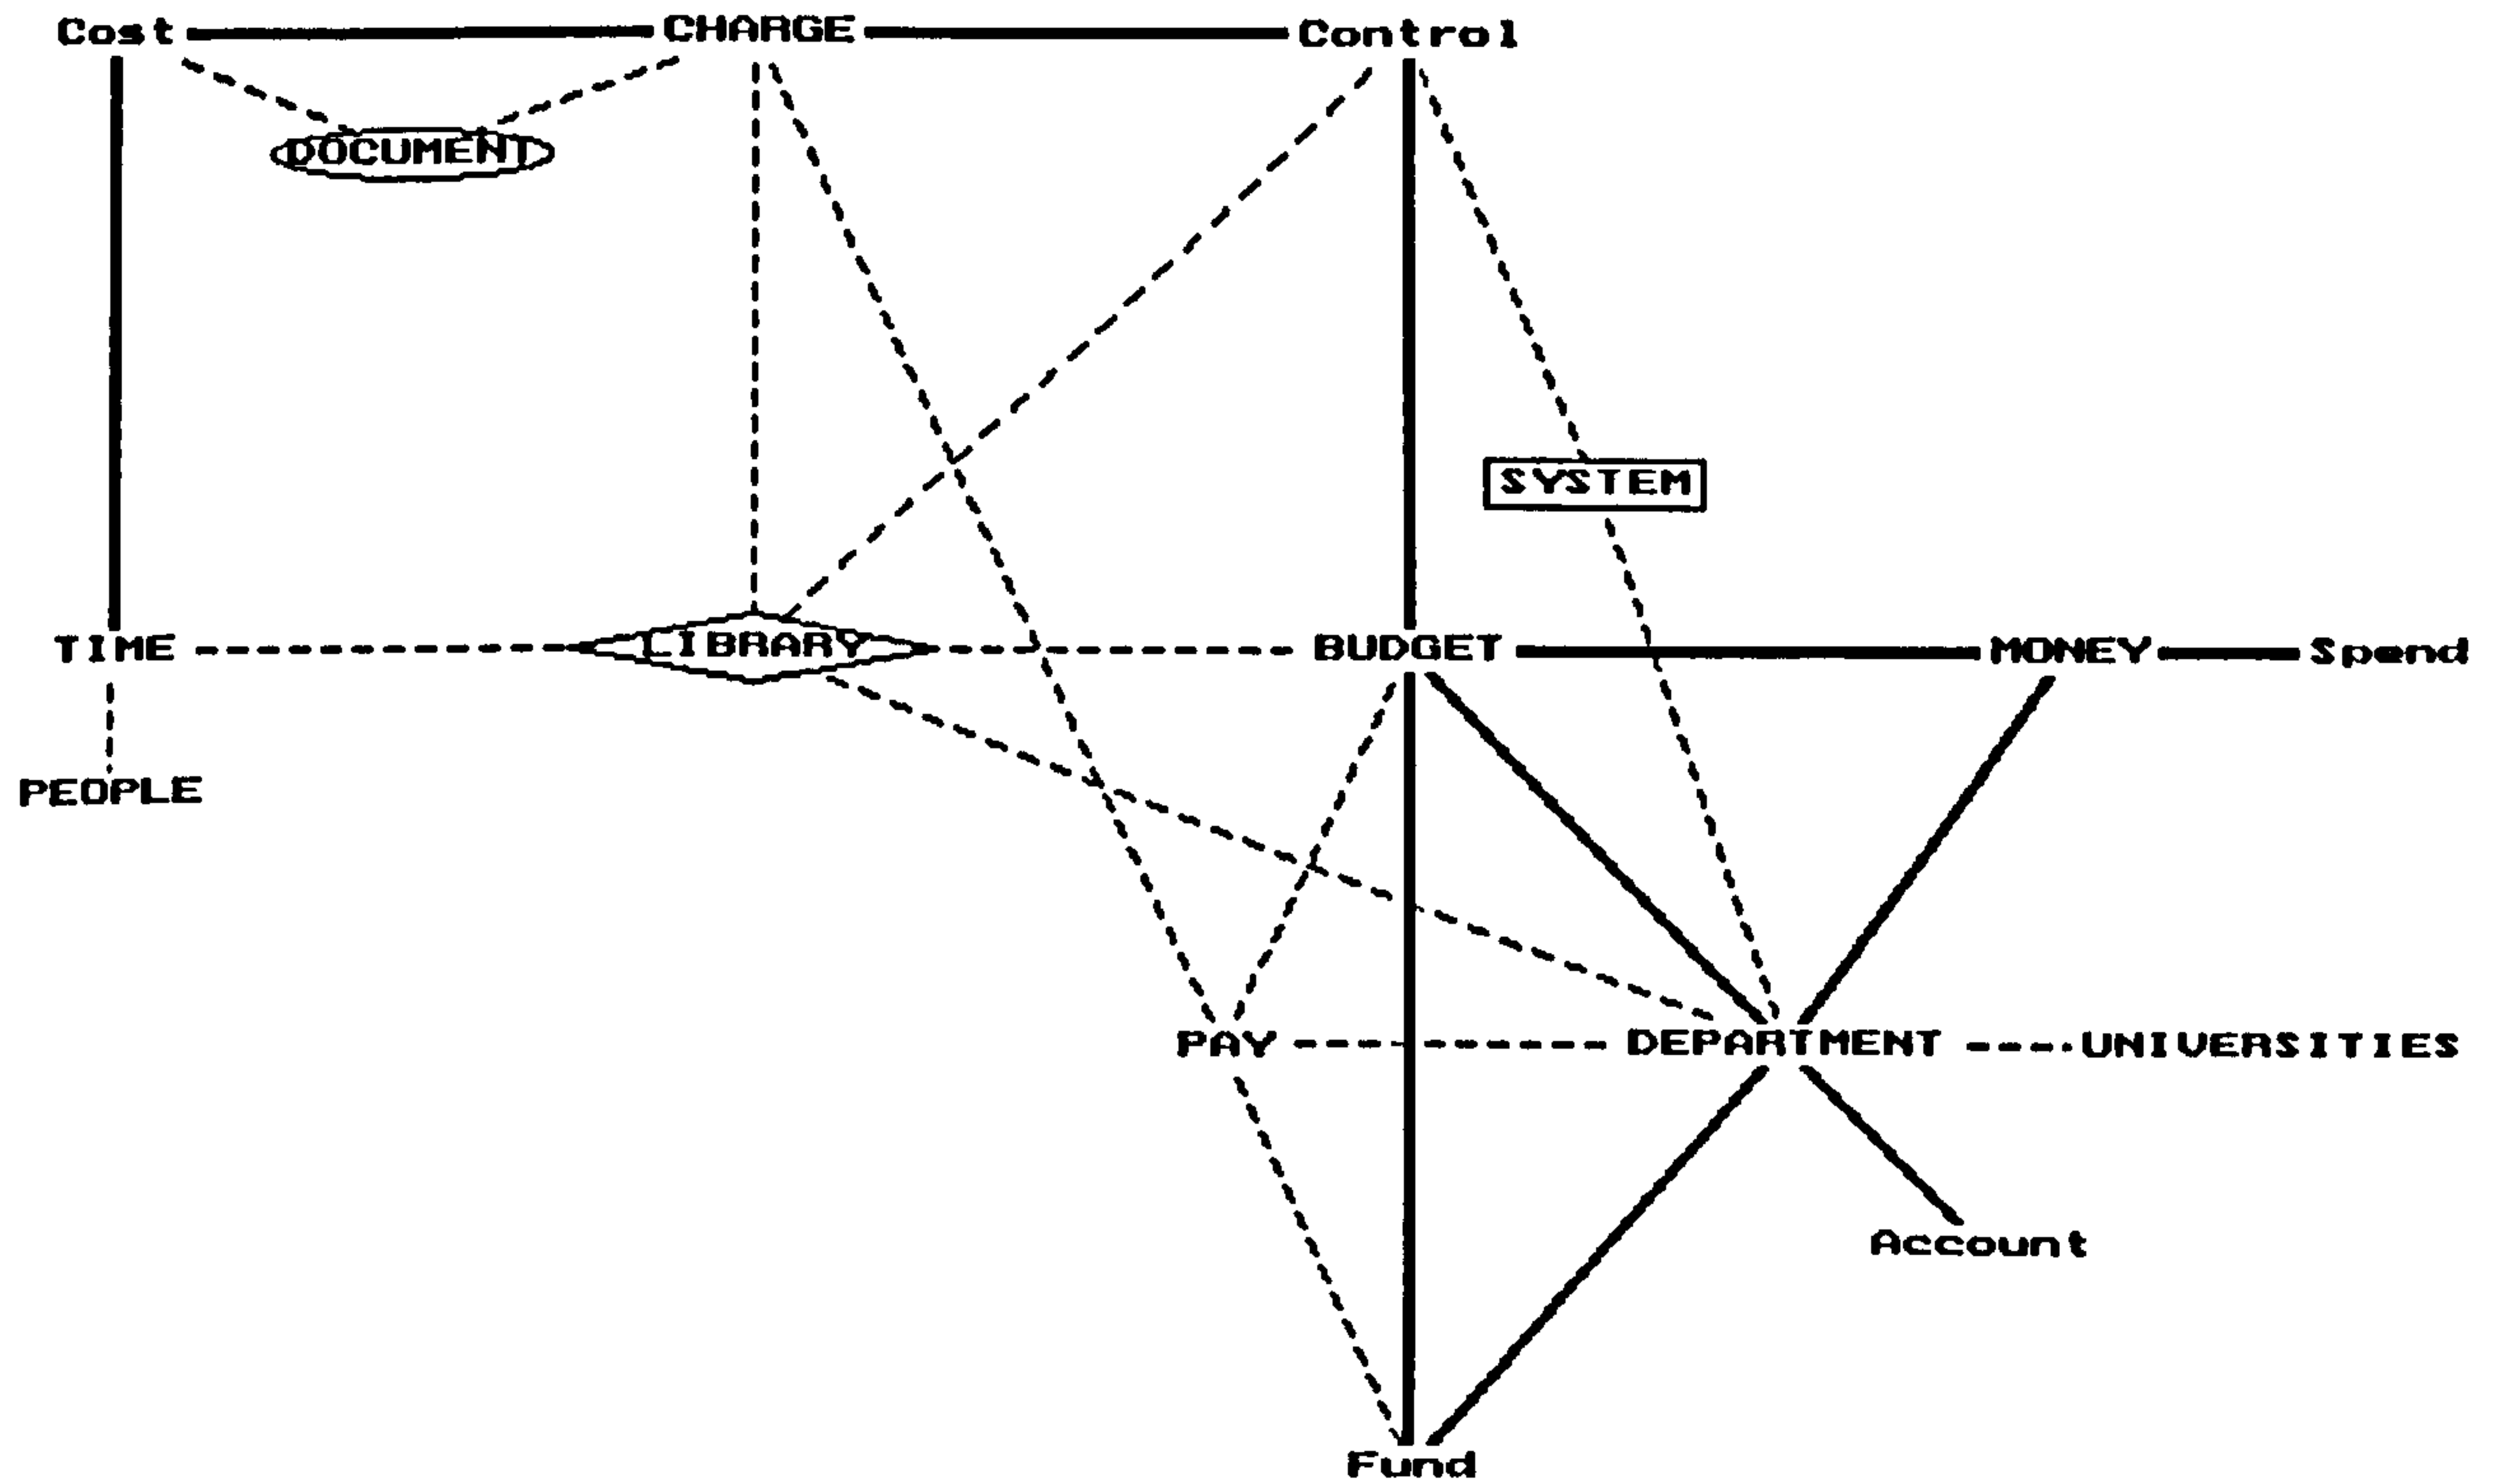 Cost CHARGE Control
DOCUMENT
SYSTEM
TIME LIBRARY BUDGET MONEY Spend
PEOPLE
PAY DEPARTMENT UNIVERSITIES
Account
Fund